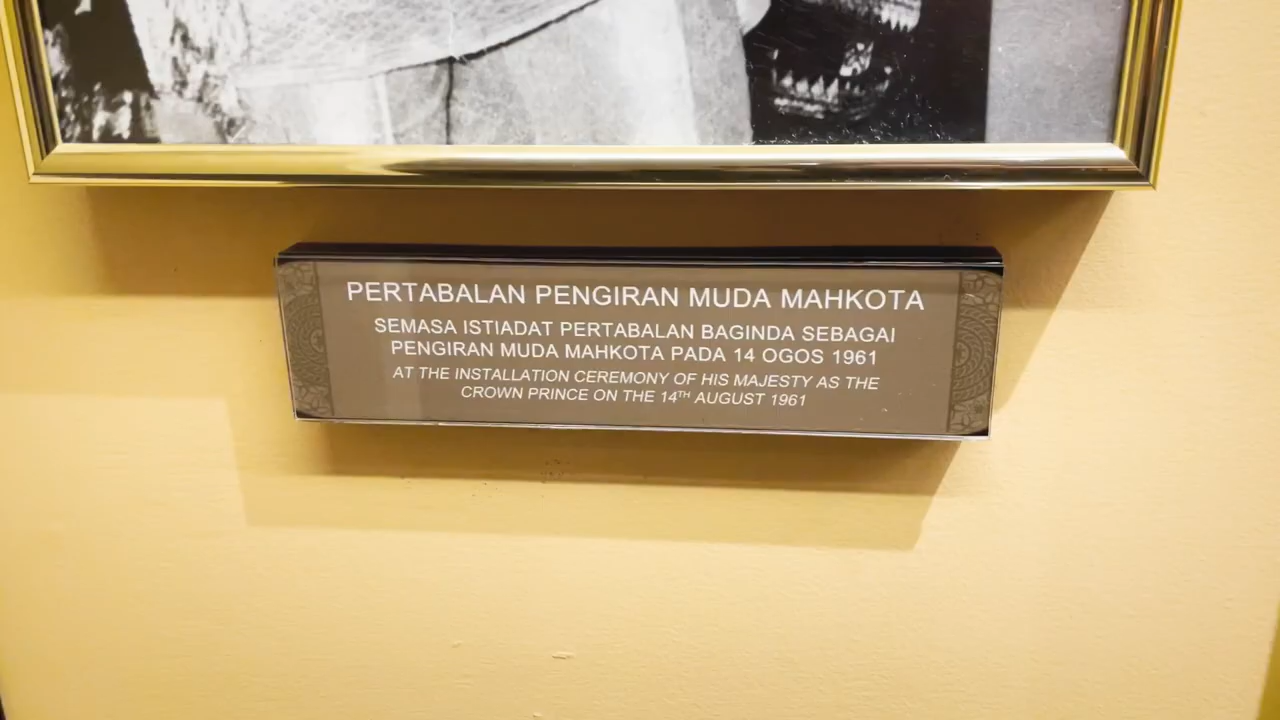 PERTABALAN PENGIRAN MUDA MAHKOTA
SEMASA ISTIADAT PERTABALAN BAGINDA SEBAGAI
PENGIRAN MUDA MAHKOTA PADA 14 OGOS 1961
AT THE INSTALLATION CEREMONY OF HIS MAJESTY AS THE
CROWN PRINCE ON THE 14TH AUGUST 1961